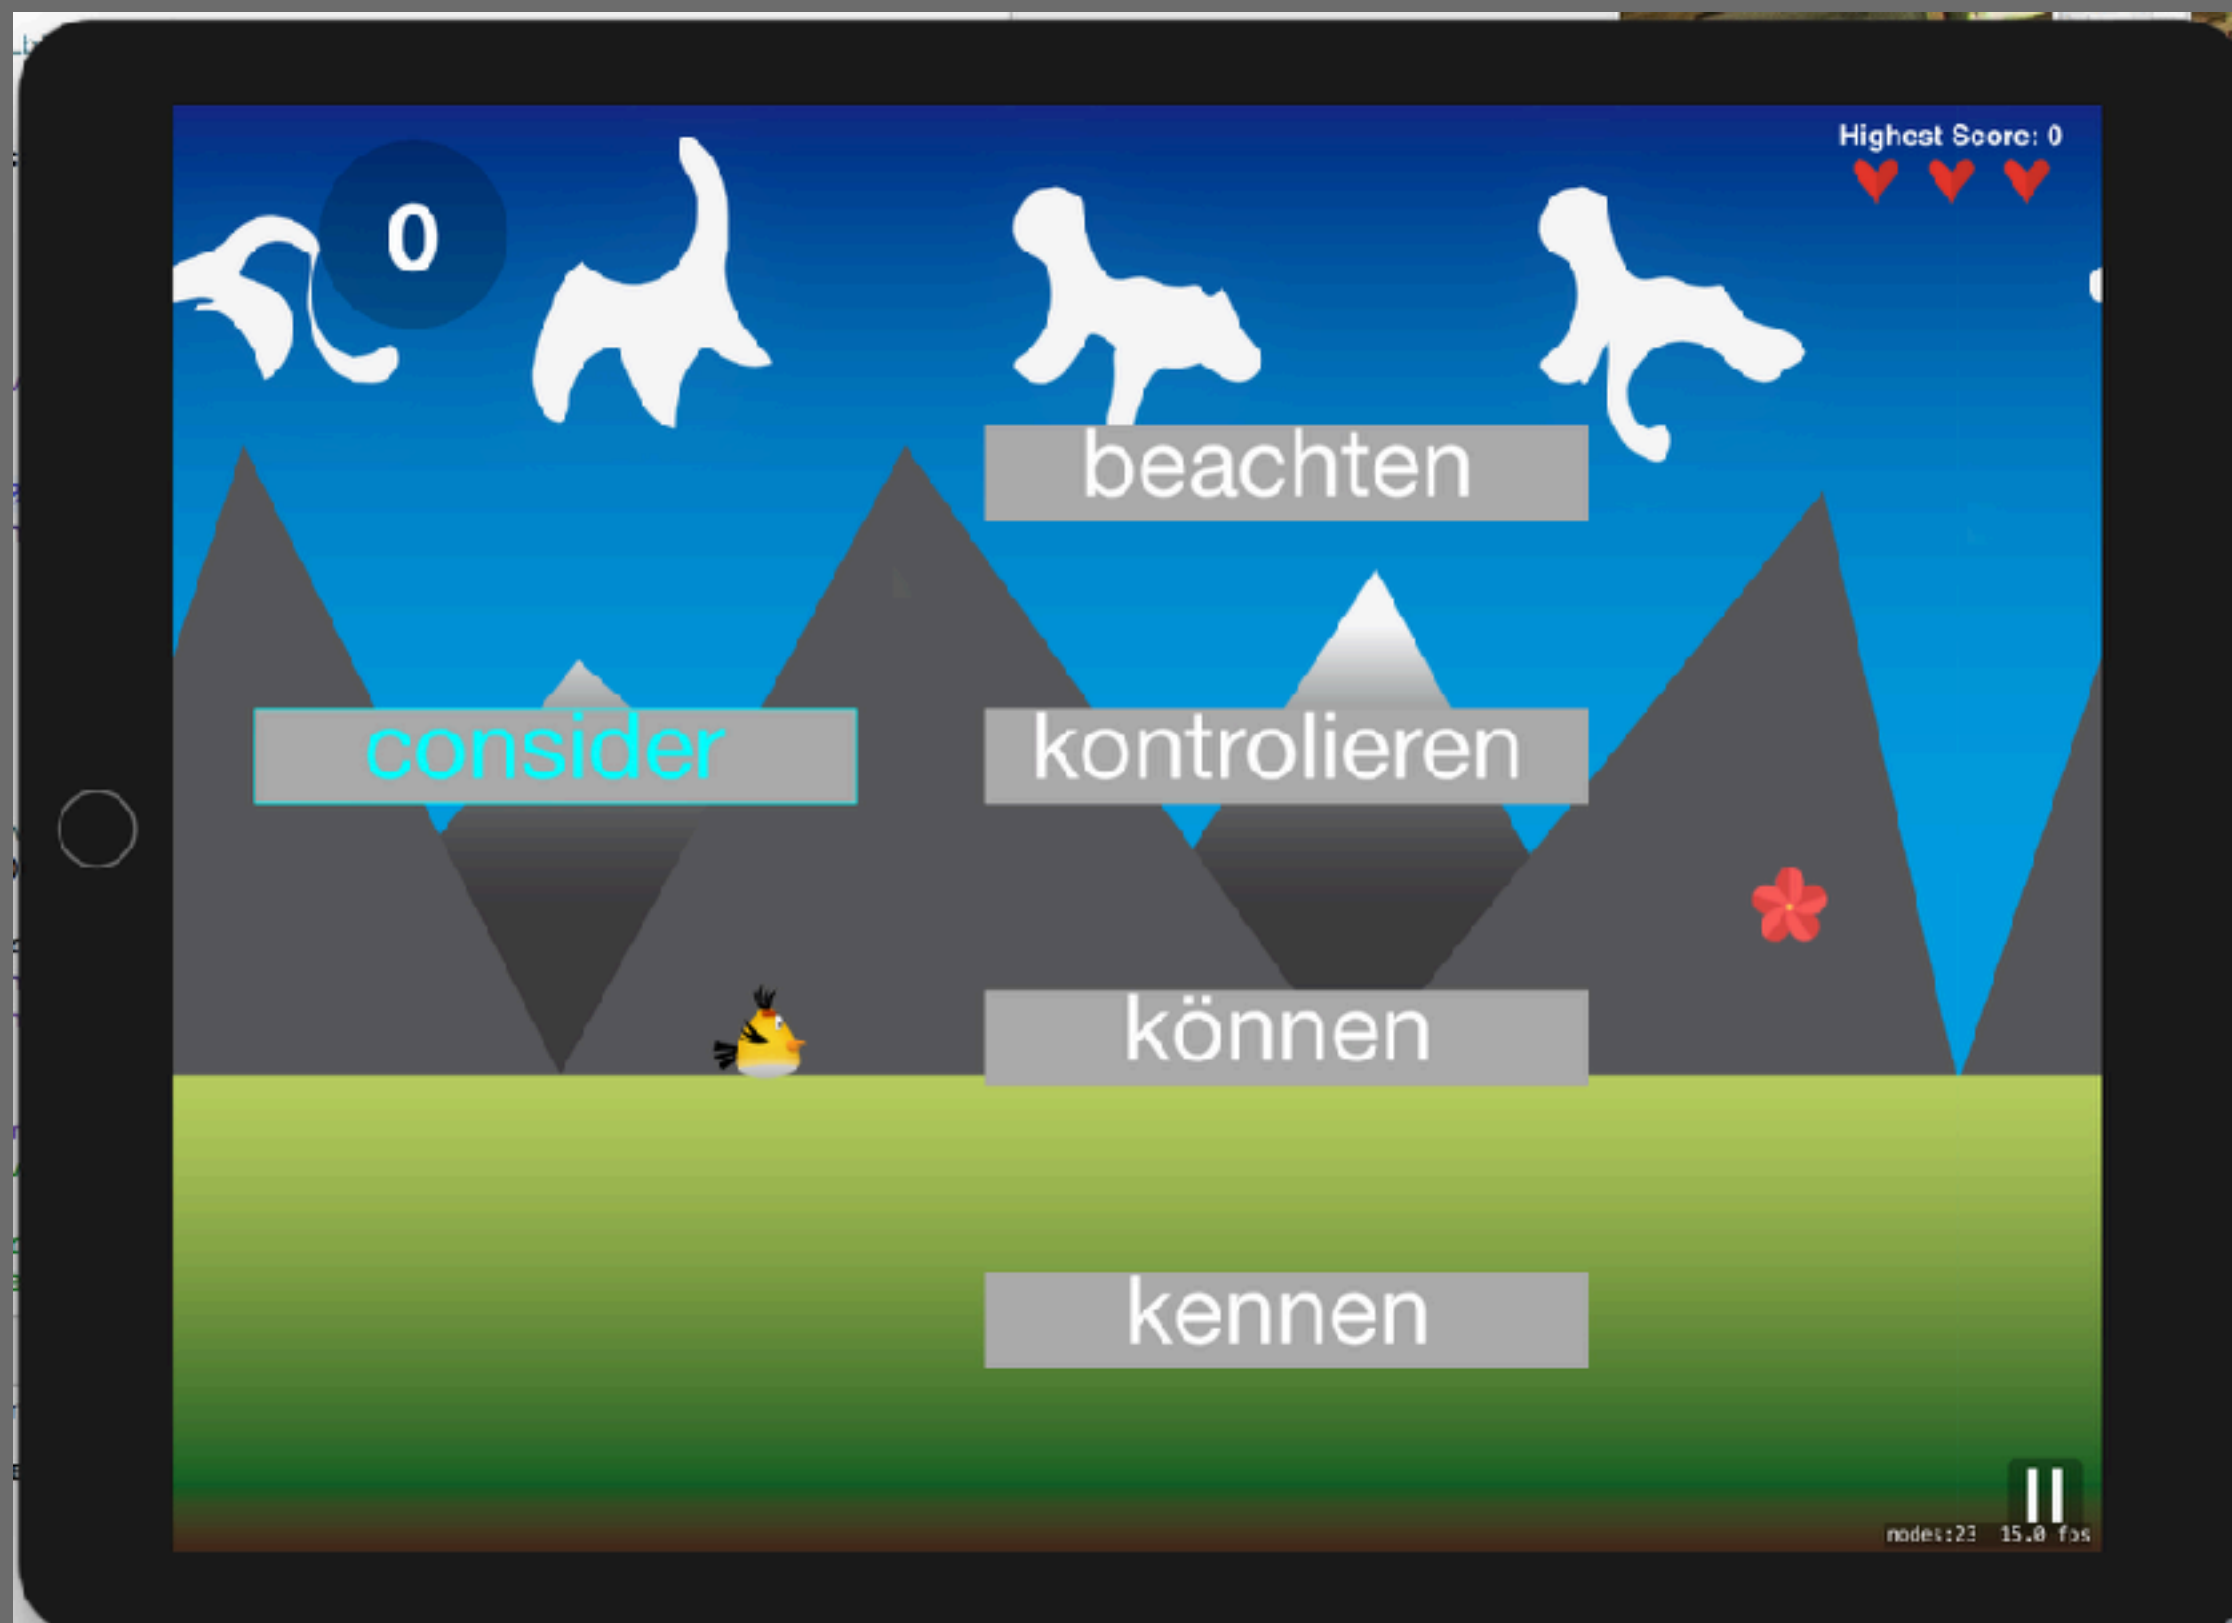 Highest Score: 0
0
beachten
consider
kontrolieren
können
kennen
nodes:23 15.0 fps